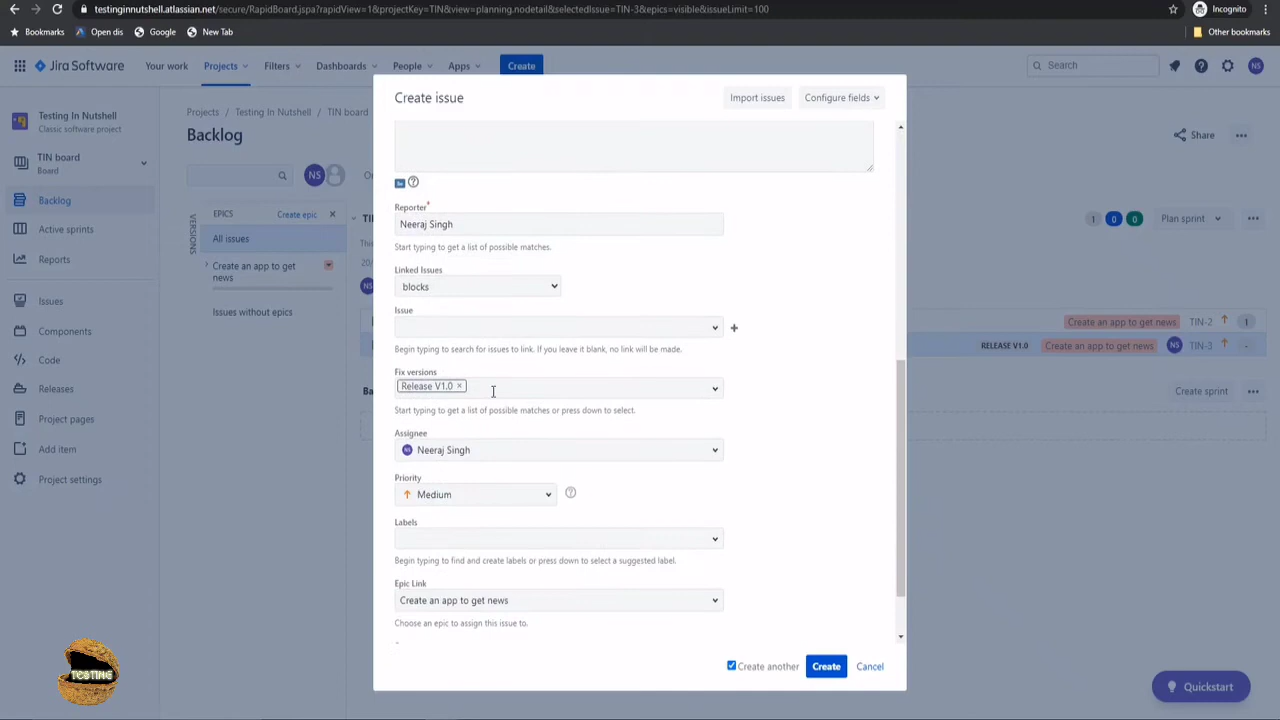 testinginnutshell.atlassian.net/secure/RapidBoard.jspa?rapidView=1&projectKey=TIN&view=planning.nodetail&selectedIssue=TIN-3&epics=visible&issueLimit=100
Incognito
Bookmarks
Open dis
Google
New Tab
Other bookmarks
Jira Software
Your work
Projects
Filters
Dashboards
People
Apps
Create
Search
NS
Testing In Nutshell
Classic software project
TIN board
Board
Backlog
Active sprints
Reports
Issues
Components
Code
Releases
Project pages
Add item
Project settings
Projects / Testing In Nutshell / TIN board
Backlog
Share
NS
VERSIONS
EPICS
Create epic
All issues
Create an app to get
news
Issues without epics
1 0 0
Plan sprint
Create an app to get news TIN-2 1
RELEASE V1.0 Create an app to get news NS TIN-3 -
Create sprint
Create issue
Import issues
Configure fields
Reporter*
Neeraj Singh
Start typing to get a list of possible matches.
Linked Issues
blocks
Issue
Begin typing to search for issues to link. If you leave it blank, no link will be made.
Fix versions
Release V1.0 ×
Start typing to get a list of possible matches or press down to select.
Assignee
NS Neeraj Singh
Priority
Medium
Labels
Begin typing to find and create labels or press down to select a suggested label.
Epic Link
Create an app to get news
Choose an epic to assign this issue to.
Create another
Create
Cancel
TESTING
Quickstart